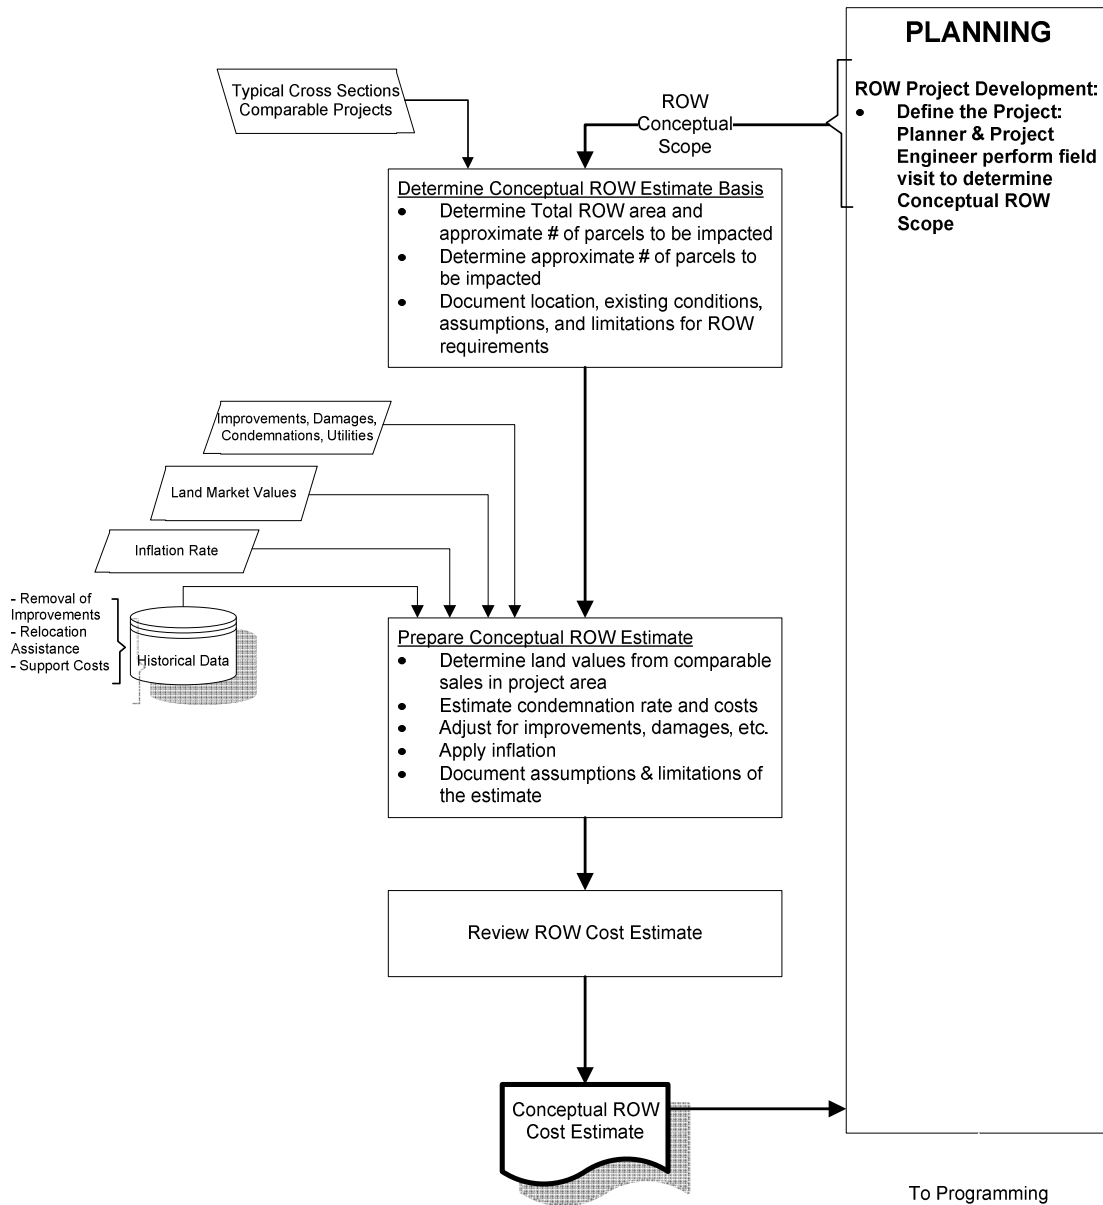 PLANNING
ROW Project Development:
• Define the Project:
Planner & Project
Engineer perform field
visit to determine
Conceptual ROW
Scope
Typical Cross Sections
Comparable Projects
ROW
Conceptual
Scope
Determine Conceptual ROW Estimate Basis
• Determine Total ROW area and
approximate # of parcels to be impacted
• Determine approximate # of parcels to
be impacted
• Document location, existing conditions,
assumptions, and limitations for ROW
requirements
Improvements, Damages,
Condemnations, Utilities
Land Market Values
Inflation Rate
- Removal of
Improvements
- Relocation
Assistance
- Support Costs
Historical Data
Prepare Conceptual ROW Estimate
• Determine land values from comparable
sales in project area
• Estimate condemnation rate and costs
• Adjust for improvements, damages, etc.
• Apply inflation
• Document assumptions & limitations of
the estimate
Review ROW Cost Estimate
Conceptual ROW
Cost Estimate
To Programming